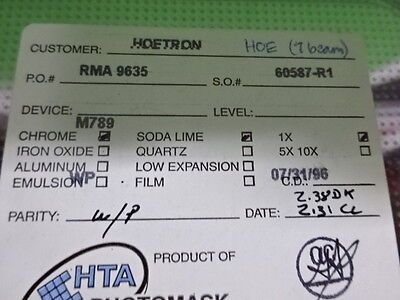 CUSTOMER: HOETRON HOE (7 beam)
P.O.# RMA 9635 S.O.# 60587-R1
DEVICE: M789 LEVEL:
CHROME SODA LIME 1X
IRON OXIDE QUARTZ 5X 10X
ALUMINUM LOW EXPANSION
EMULSION WP FILM 07/31/96 C.D.:
2.38 DK
PARITY: w/P DATE: 2.31 CL
PRODUCT OF
HTA
PHOTOMASK